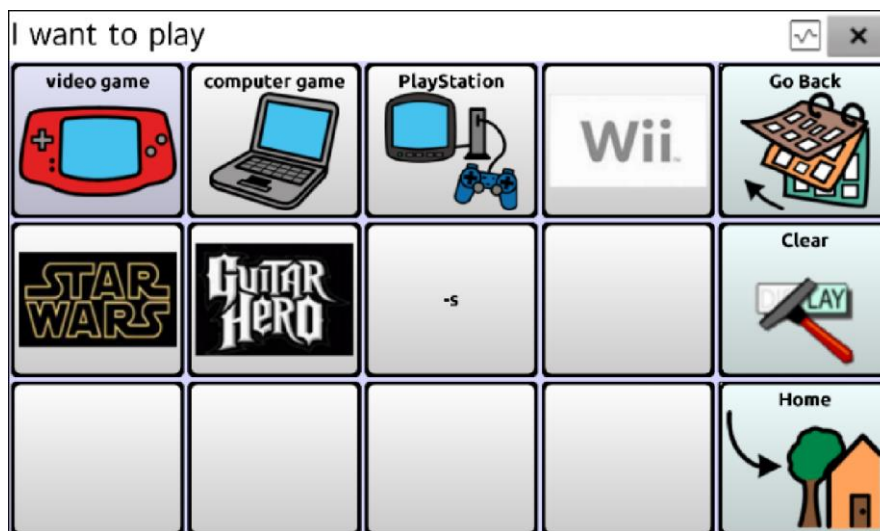 I want to play
video game
computer game
PlayStation
Wii
Go Back
STAR
WARS
GUITAR
HERO
-s
Clear
DISPLAY
Home